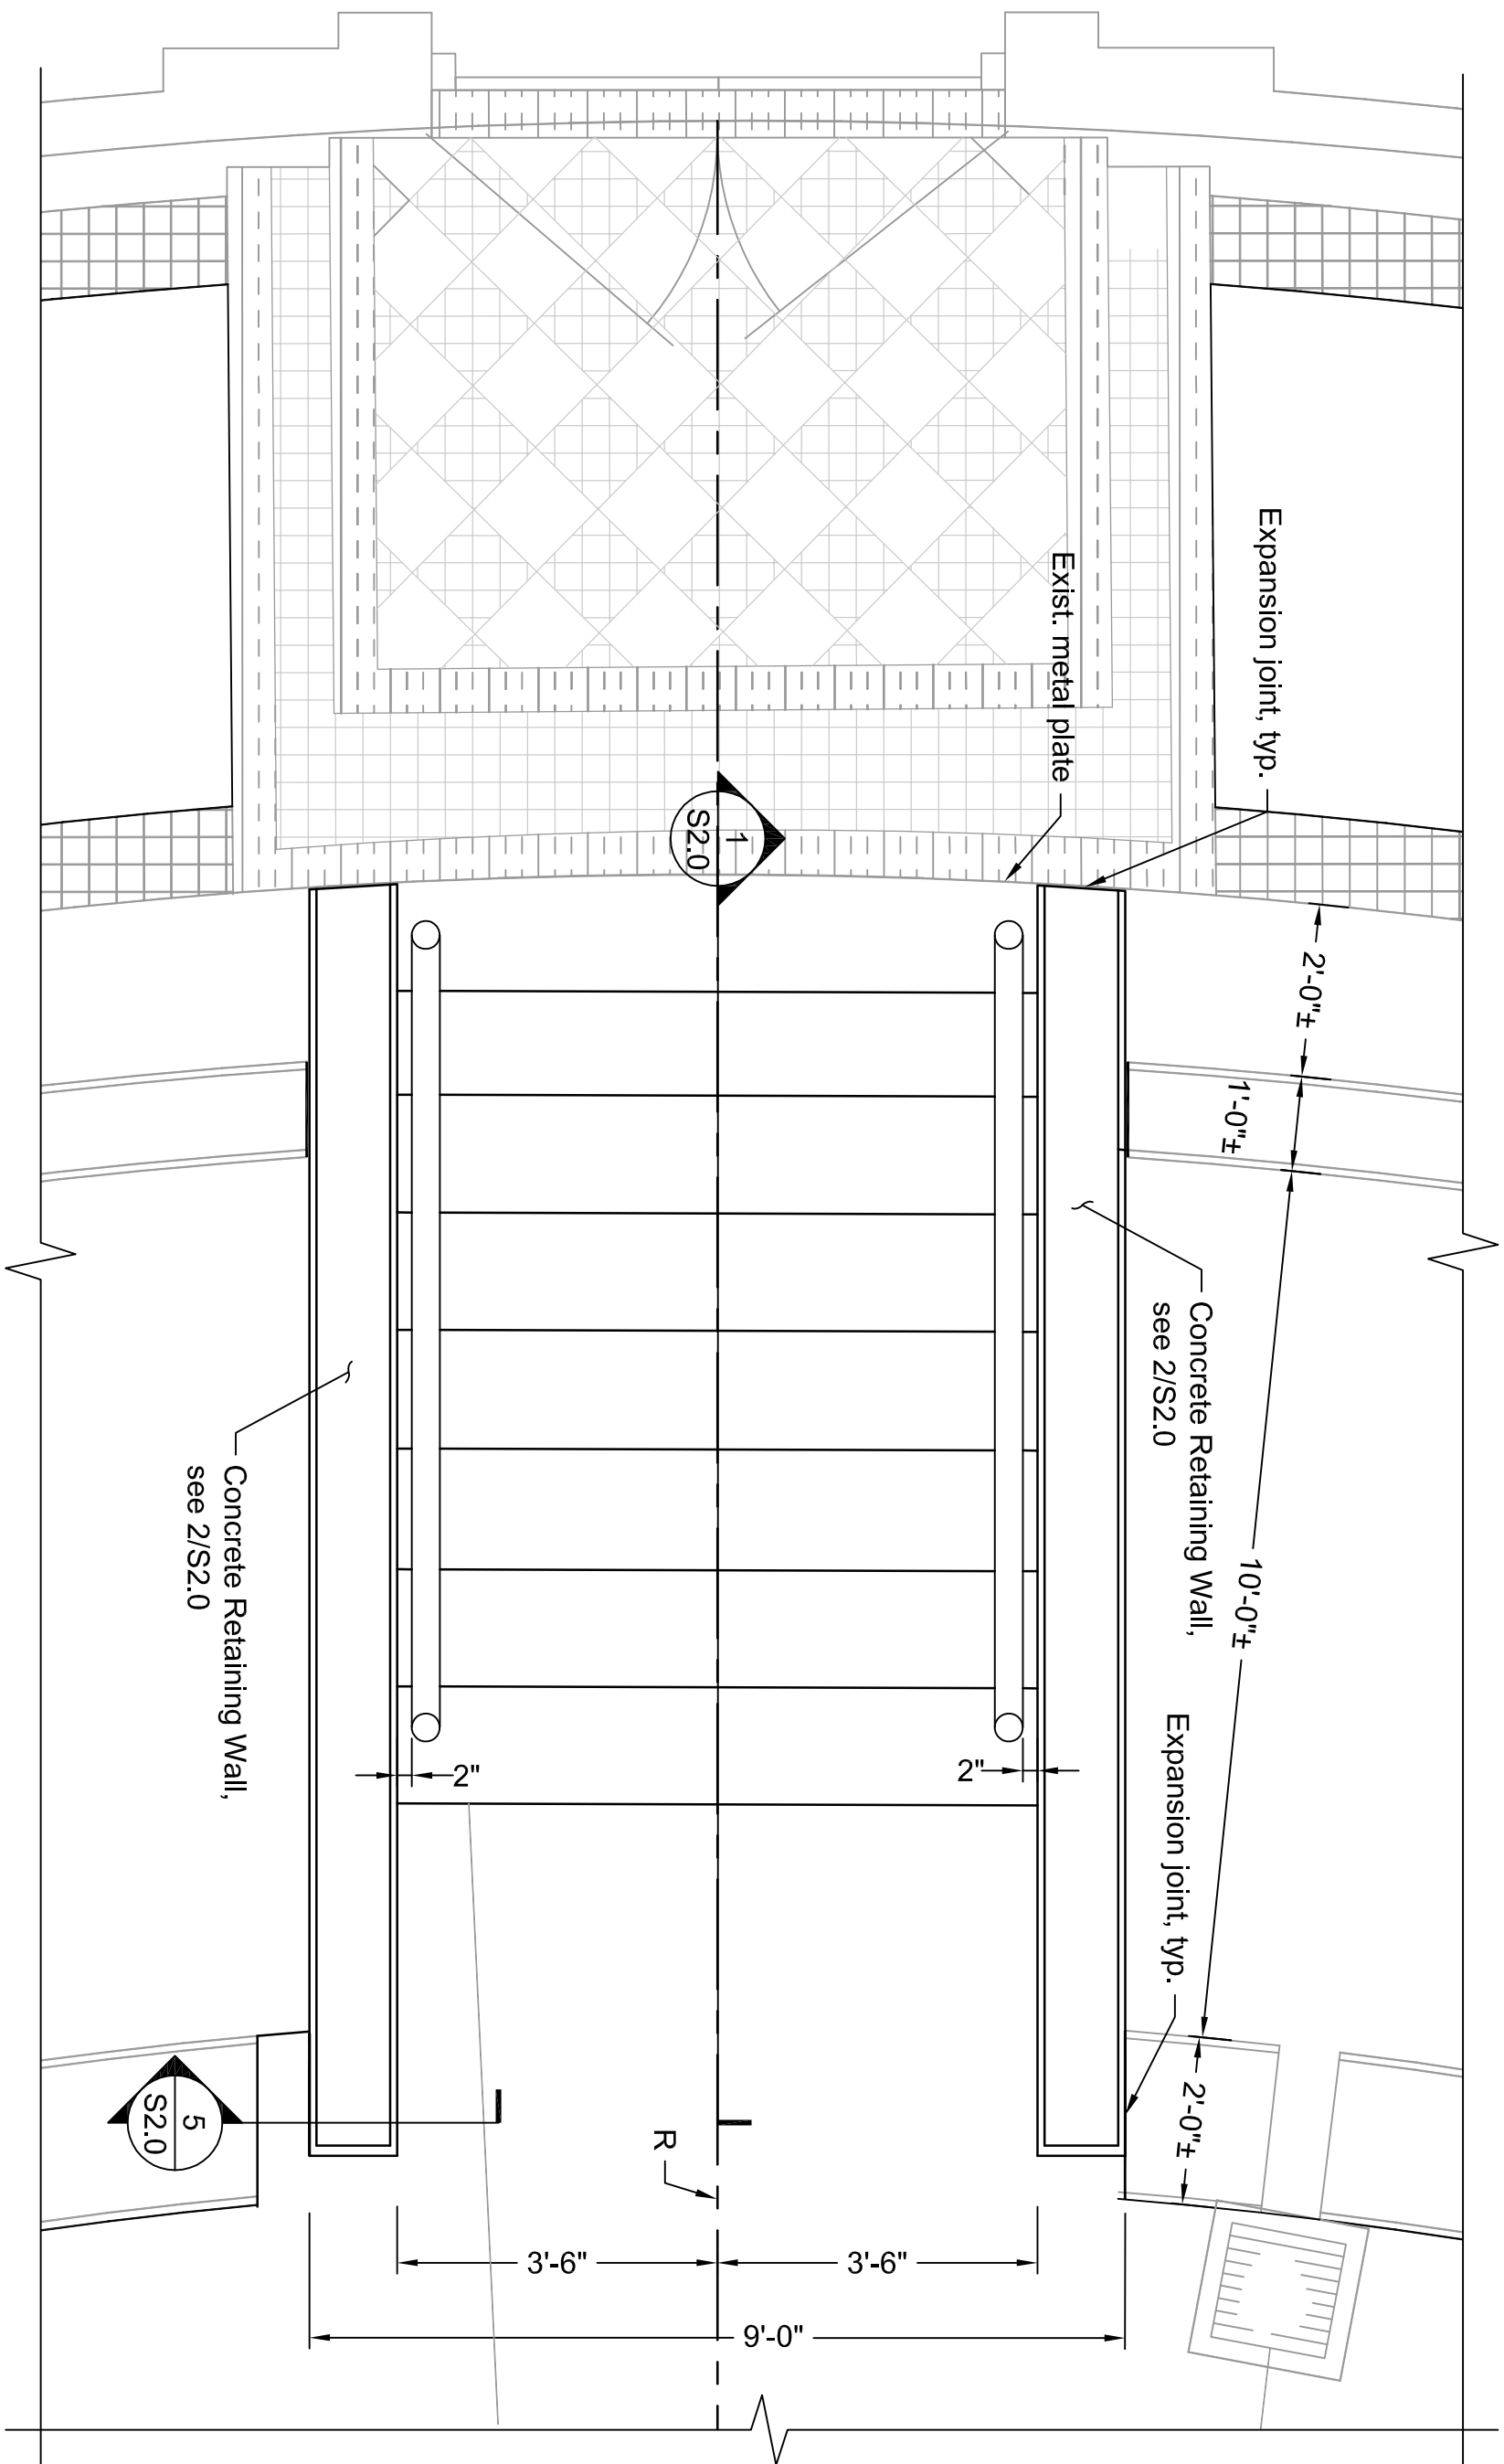 Expansion joint, typ.
Exist. metal plate
1
S2.0
2'-0"±
1'-0"±
10'-0"±
Concrete Retaining Wall,
see 2/S2.0
Concrete Retaining Wall,
see 2/S2.0
2"
2"
Expansion joint, typ.
2'-0"±
5
S2.0
R
3'-6"
3'-6"
9'-0"